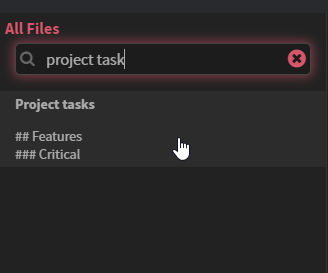 All Files
project task
Project tasks
## Features
### Critical